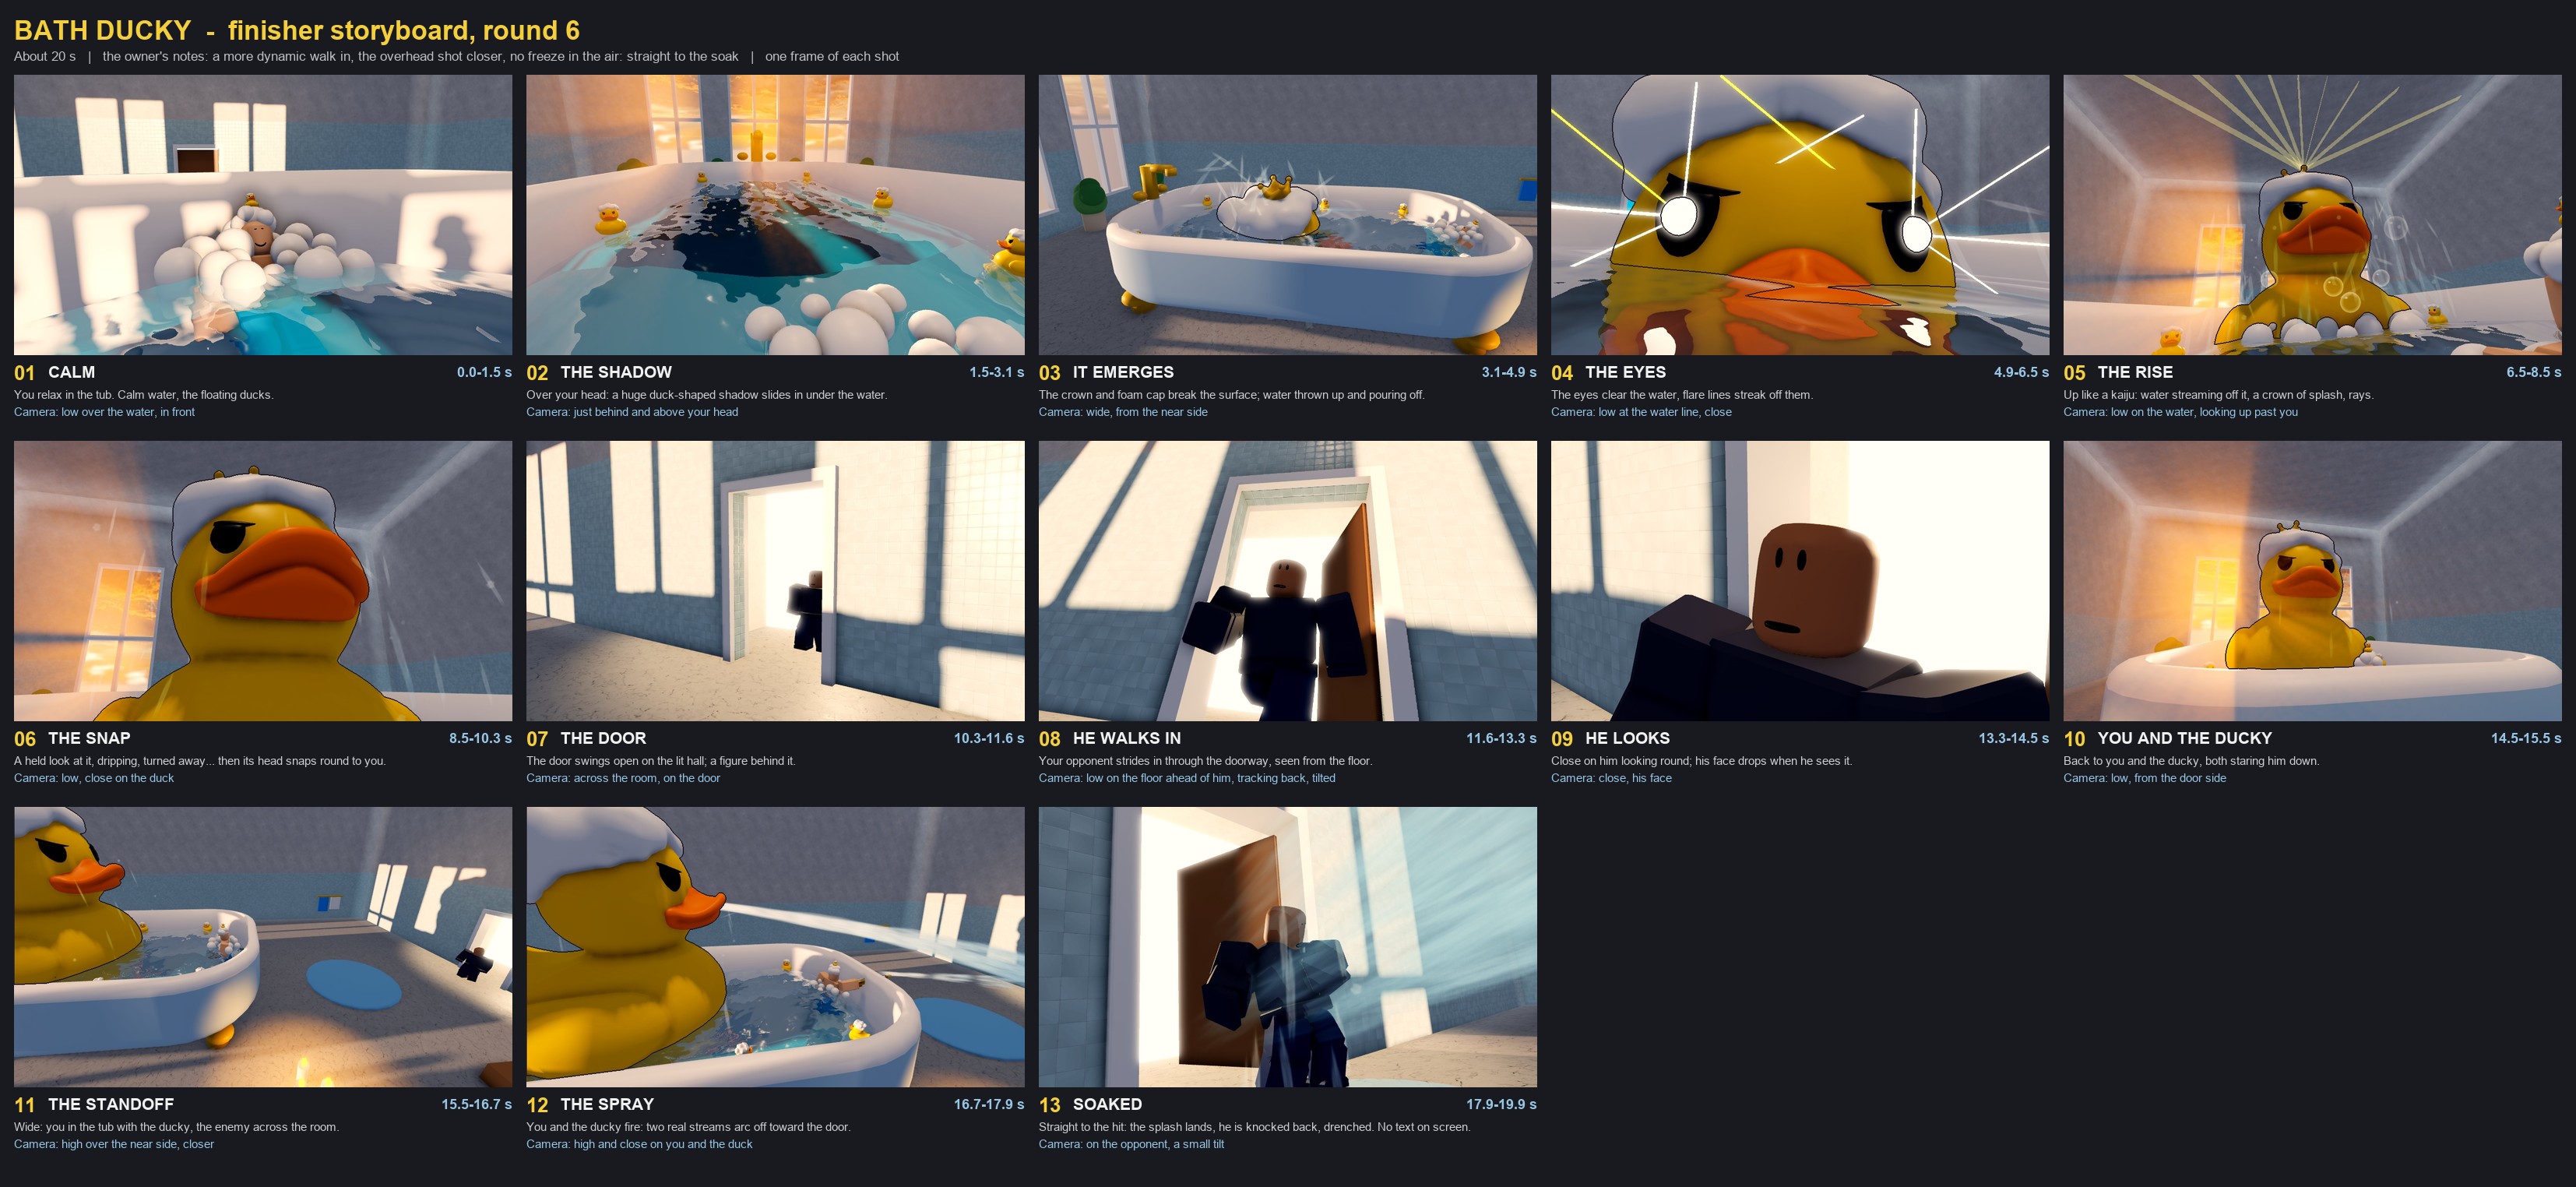 BATH DUCKY - finisher storyboard, round 6
About 20 s | the owner's notes: a more dynamic walk in, the overhead shot closer, no freeze in the air: straight to the soak | one frame of each shot
01 CALM 0.0-1.5 s
You relax in the tub. Calm water, the floating ducks.
Camera: low over the water, in front
02 THE SHADOW 1.5-3.1 s
Over your head: a huge duck-shaped shadow slides in under the water.
Camera: just behind and above your head
03 IT EMERGES 3.1-4.9 s
The crown and foam cap break the surface; water thrown up and pouring off.
Camera: wide, from the near side
04 THE EYES 4.9-6.5 s
The eyes clear the water, flare lines streak off them.
Camera: low at the water line, close
05 THE RISE 6.5-8.5 s
Up like a kaiju: water streaming off it, a crown of splash, rays.
Camera: low on the water, looking up past you
06 THE SNAP 8.5-10.3 s
A held look at it, dripping, turned away... then its head snaps round to you.
Camera: low, close on the duck
07 THE DOOR 10.3-11.6 s
The door swings open on the lit hall; a figure behind it.
Camera: across the room, on the door
08 HE WALKS IN 11.6-13.3 s
Your opponent strides in through the doorway, seen from the floor.
Camera: low on the floor ahead of him, tracking back, tilted
09 HE LOOKS 13.3-14.5 s
Close on him looking round; his face drops when he sees it.
Camera: close, his face
10 YOU AND THE DUCKY 14.5-15.5 s
Back to you and the ducky, both staring him down.
Camera: low, from the door side
11 THE STANDOFF 15.5-16.7 s
Wide: you in the tub with the ducky, the enemy across the room.
Camera: high over the near side, closer
12 THE SPRAY 16.7-17.9 s
You and the ducky fire: two real streams arc off toward the door.
Camera: high and close on you and the duck
13 SOAKED 17.9-19.9 s
Straight to the hit: the splash lands, he is knocked back, drenched. No text on screen.
Camera: on the opponent, a small tilt